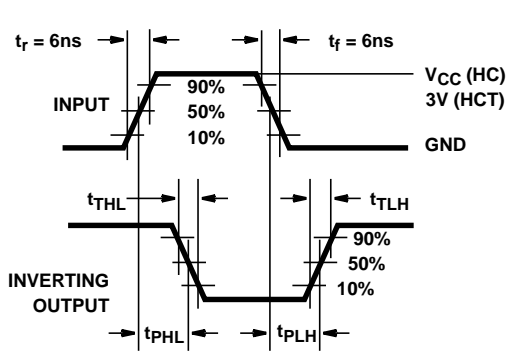 tr = 6ns
tf = 6ns
VCC (HC)
3V (HCT)
INPUT
90%
50%
10%
GND
tTHL
tTLH
90%
50%
10%
INVERTING
OUTPUT
tPHL
tPLH